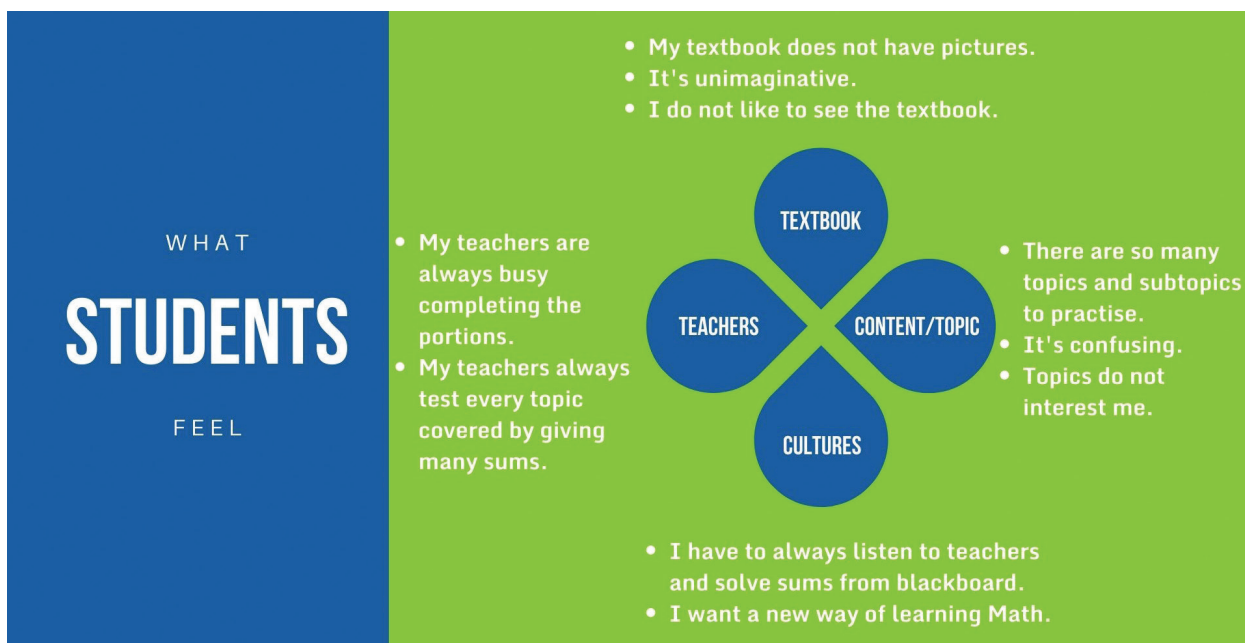 WHAT
STUDENTS
FEEL
• My textbook does not have pictures.
• It's unimaginative.
• I do not like to see the textbook.
TEXTBOOK
• My teachers are
always busy
completing the
portions.
• My teachers always
test every topic
covered by giving
many sums.
TEACHERS
CONTENT/TOPIC
• There are so many
topics and subtopics
to practise.
• It's confusing.
• Topics do not
interest me.
CULTURES
• I have to always listen to teachers
and solve sums from blackboard.
• I want a new way of learning Math.